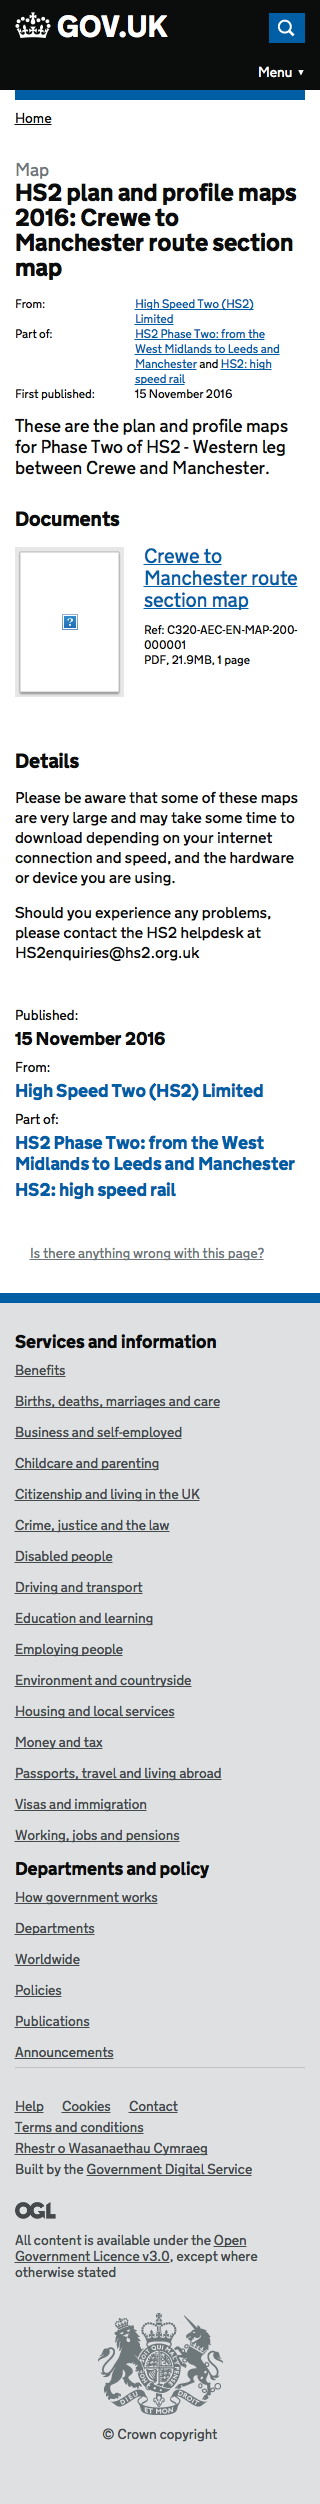 GOV.UK
Menu ▼
Home
Map
HS2 plan and profile maps
2016: Crewe to
Manchester route section
map
From:
High Speed Two (HS2)
Limited
Part of:
HS2 Phase Two: from the
West Midlands to Leeds and
Manchester and HS2: high
speed rail
First published:
15 November 2016
These are the plan and profile maps
for Phase Two of HS2 - Western leg
between Crewe and Manchester.
Documents
Crewe to
Manchester route
section map
Ref: C320-AEC-EN-MAP-200-
000001
PDF, 21.9MB, 1 page
Details
Please be aware that some of these maps
are very large and may take some time to
download depending on your internet
connection and speed, and the hardware
or device you are using.
Should you experience any problems,
please contact the HS2 helpdesk at
HS2enquiries@hs2.org.uk
Published:
15 November 2016
From:
High Speed Two (HS2) Limited
Part of:
HS2 Phase Two: from the West
Midlands to Leeds and Manchester
HS2: high speed rail
Is there anything wrong with this page?
Services and information
Benefits
Births, deaths, marriages and care
Business and self-employed
Childcare and parenting
Citizenship and living in the UK
Crime, justice and the law
Disabled people
Driving and transport
Education and learning
Employing people
Environment and countryside
Housing and local services
Money and tax
Passports, travel and living abroad
Visas and immigration
Working, jobs and pensions
Departments and policy
How government works
Departments
Worldwide
Policies
Publications
Announcements
Help Cookies Contact
Terms and conditions
Rhestr o Wasanaethau Cymraeg
Built by the Government Digital Service
OGL
All content is available under the Open
Government Licence v3.0, except where
otherwise stated
DIEU ET MON
© Crown copyright